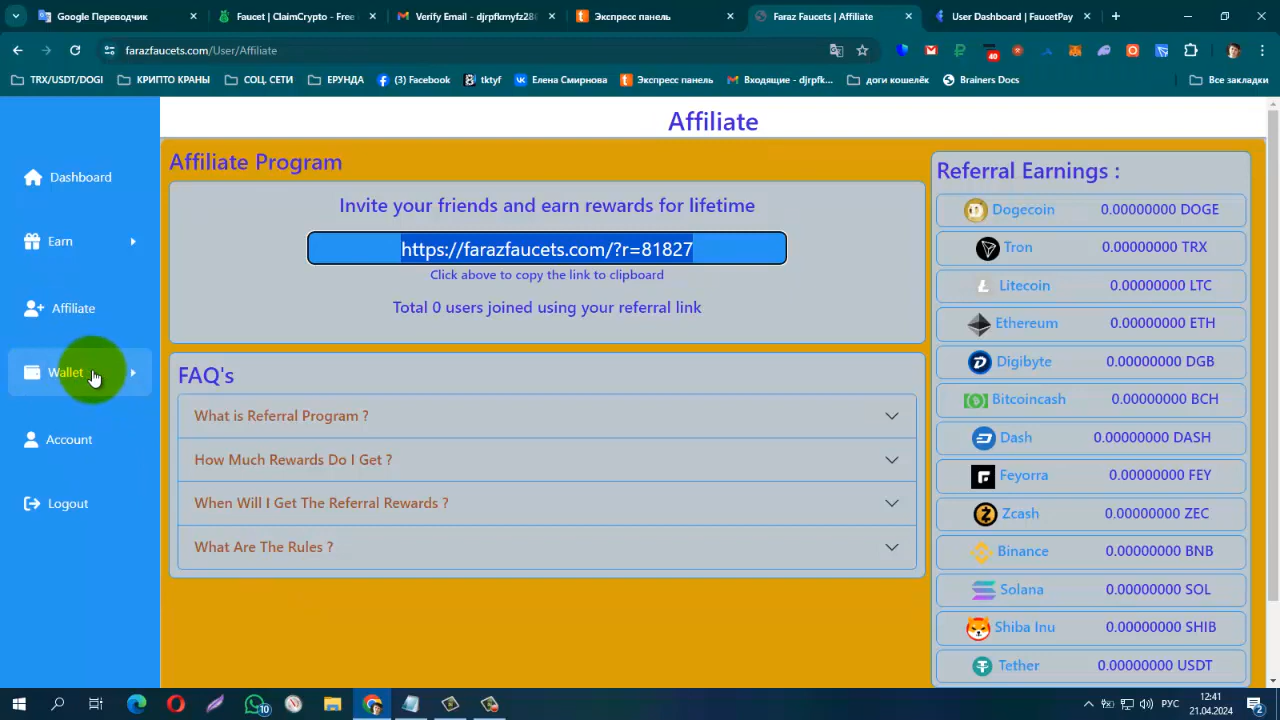 Google Переводчик
Faucet | ClaimCrypto - Free
Verify Email - djrpfkmyfz28
Экспресс панель
Faraz Faucets | Affiliate
User Dashboard | FaucetPay
farazfaucets.com/User/Affiliate
40
TRX/USDT/DOGI
КРИПТО КРАНЫ
СОЦ. СЕТИ
ЕРУНДА
(3) Facebook
tktyf
Елена Смирнова
Экспресс панель
Входящие - djrpfk...
доги кошелёк
Brainers Docs
Все закладки
Affiliate
Dashboard
Earn
Affiliate
Wallet
Account
Logout
Affiliate Program
Invite your friends and earn rewards for lifetime
https://farazfaucets.com/?r=81827
Click above to copy the link to clipboard
Total 0 users joined using your referral link
FAQ's
What is Referral Program ?
How Much Rewards Do I Get ?
When Will I Get The Referral Rewards ?
What Are The Rules ?
Referral Earnings :
Dogecoin 0.00000000 DOGE
Tron 0.00000000 TRX
Litecoin 0.00000000 LTC
Ethereum 0.00000000 ETH
Digibyte 0.00000000 DGB
Bitcoincash 0.00000000 BCH
Dash 0.00000000 DASH
Feyorra 0.00000000 FEY
Zcash 0.00000000 ZEC
Binance 0.00000000 BNB
Solana 0.00000000 SOL
Shiba Inu 0.00000000 SHIB
Tether 0.00000000 USDT
10
РУС
12:41
21.04.2024
2